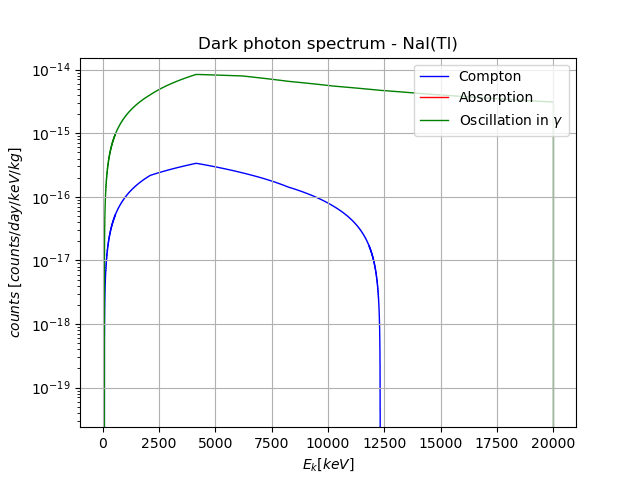 Dark photon spectrum - NaI(Tl)
counts [counts/day/keV/kg]
10⁻¹⁴
10⁻¹⁵
10⁻¹⁶
10⁻¹⁷
10⁻¹⁸
10⁻¹⁹
Compton
Absorption
Oscillation in γ
0 2500 5000 7500 10000 12500 15000 17500 20000
E_k[keV]